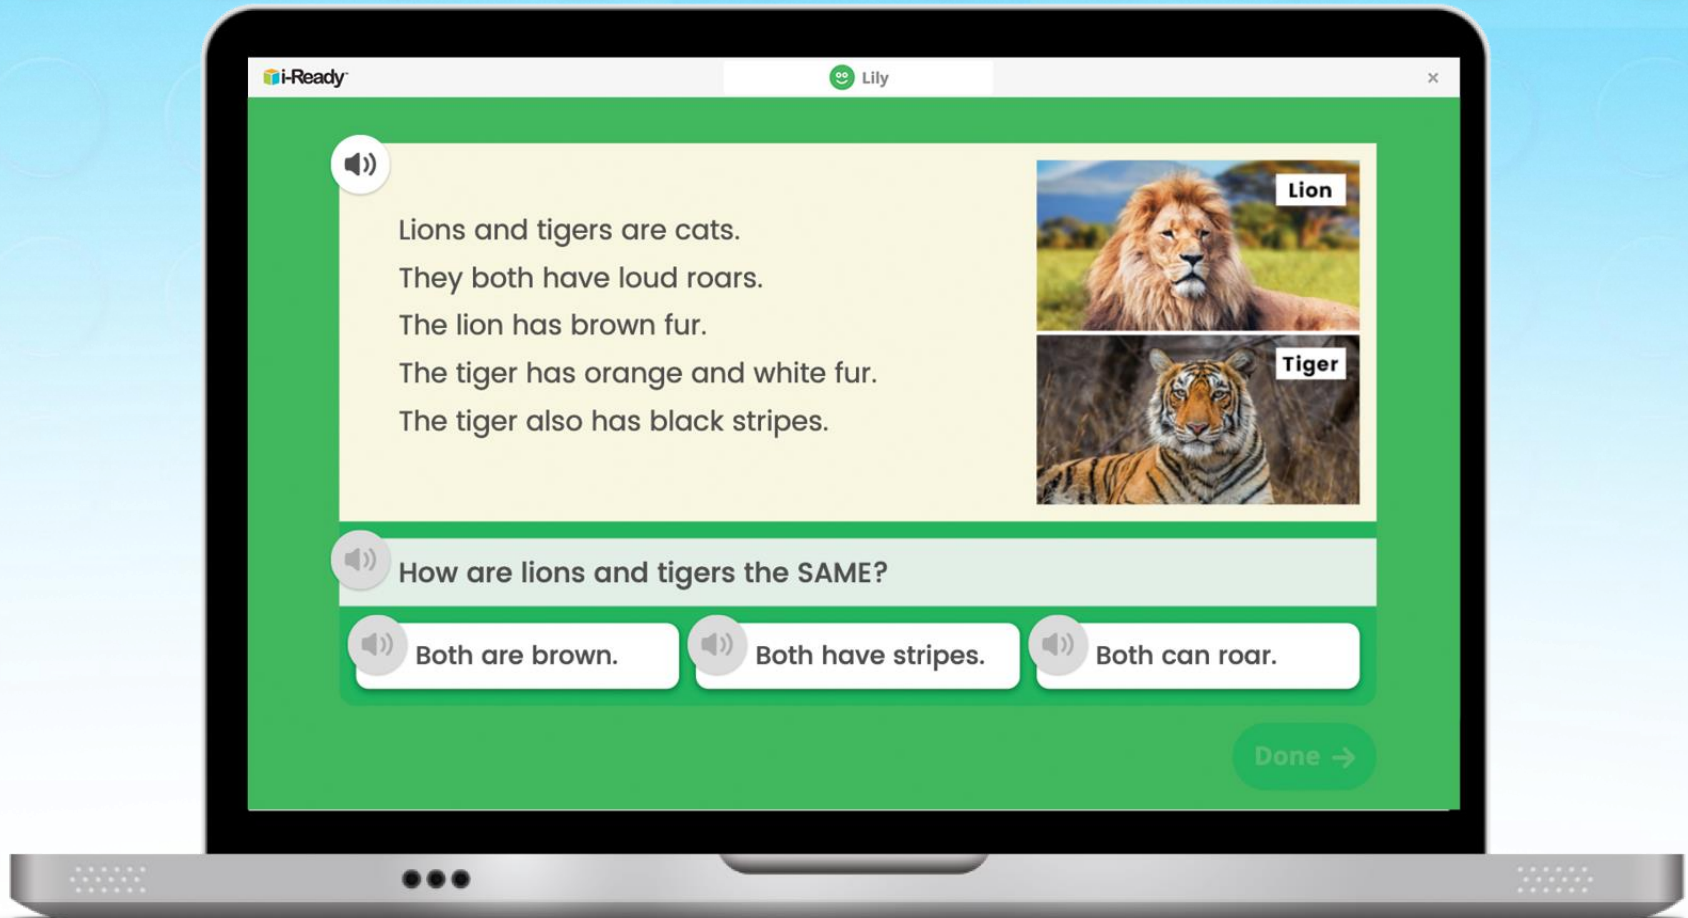 i-Ready
Lily
Lions and tigers are cats.
They both have loud roars.
The lion has brown fur.
The tiger has orange and white fur.
The tiger also has black stripes.
Lion
Tiger
How are lions and tigers the SAME?
Both are brown.
Both have stripes.
Both can roar.
Done →